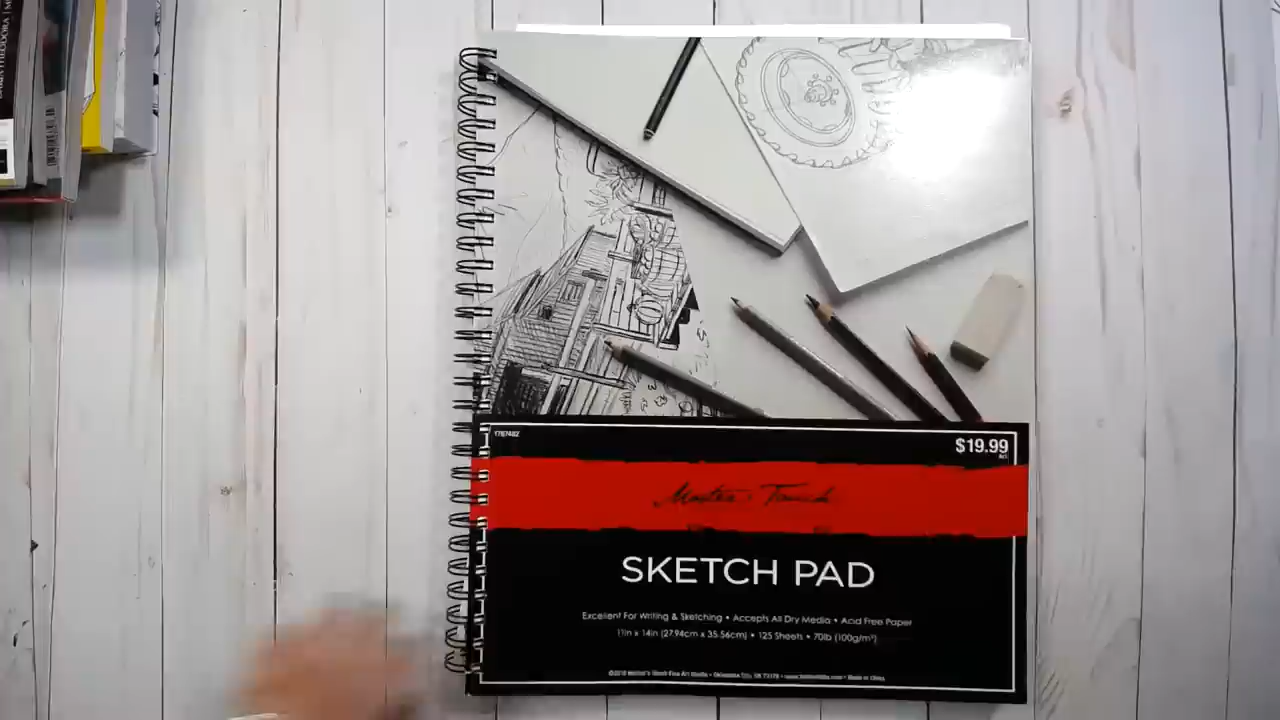 1787482
$19.99
Master's Touch
SKETCH PAD
Excellent For Writing & Sketching • Accepts All Dry Media • Acid Free Paper
11in x 14in (27.94cm x 35.56cm) • 125 Sheets • 70lb (100g/m²)